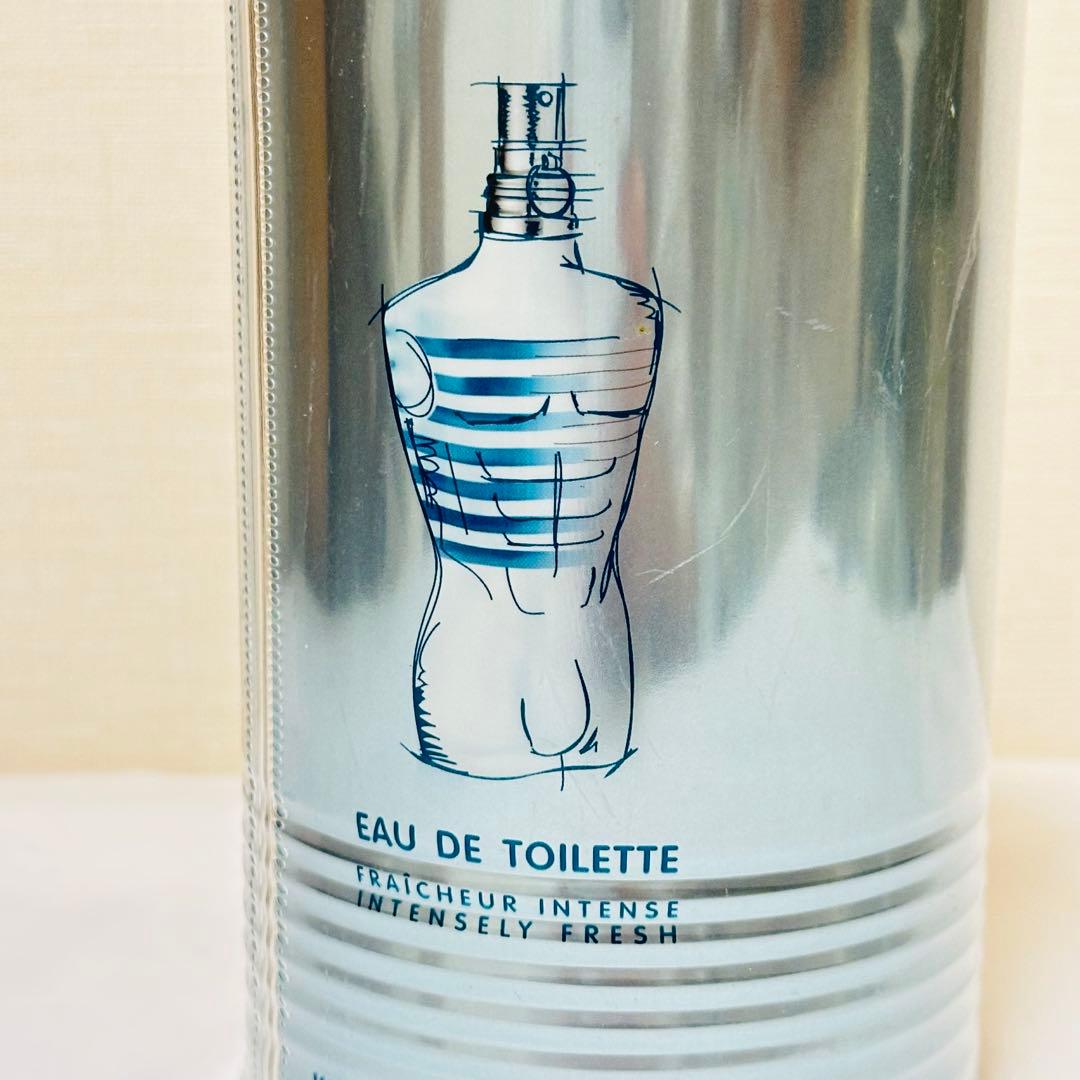 EAU DE TOILETTE
FRAÎCHEUR INTENSE
INTENSELY FRESH